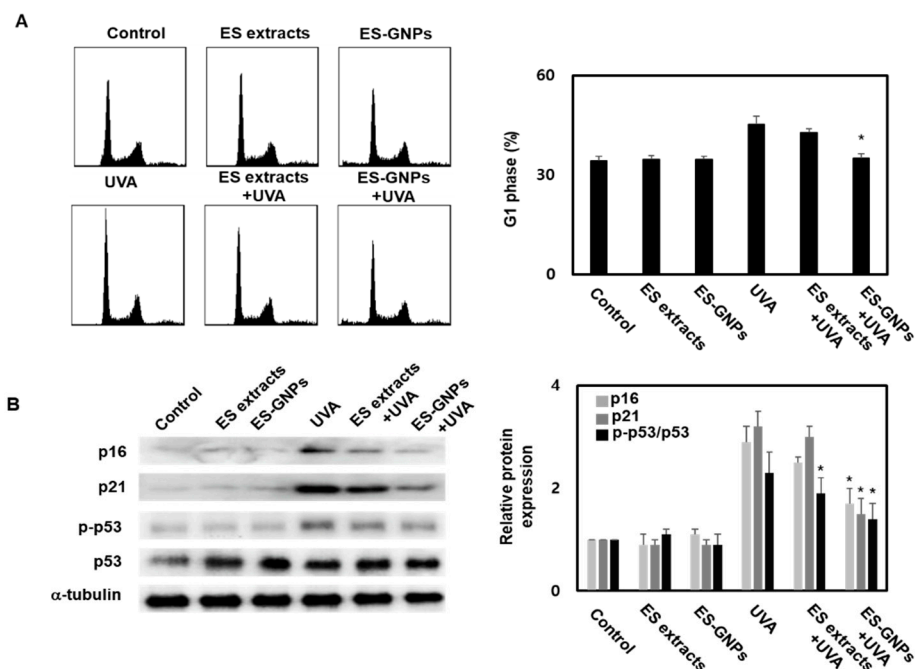 A
Control
ES extracts
ES-GNPs
UVA
ES extracts
+UVA
ES-GNPs
+UVA
60
30
0
G1 phase (%)
Control
ES extracts
ES-GNPs
UVA
ES extracts
+UVA
ES-GNPs
+UVA
*
B
Control
ES extracts
ES-GNPs
UVA
ES extracts
+UVA
ES-GNPs
+UVA
p16
p21
p-p53
p53
α-tubulin
4
2
0
Relative protein
expression
p16
p21
p-p53/p53
*
* * *
Control
ES extracts
ES-GNPs
UVA
ES extracts
+UVA
ES-GNPs
+UVA